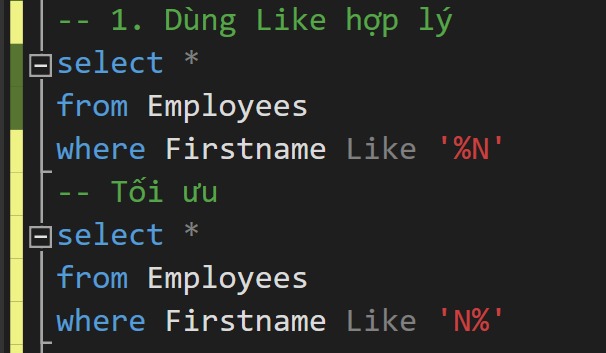 -- 1. Dùng Like hợp lý
select *
from Employees
where Firstname Like '%N'
-- Tối ưu
select *
from Employees
where Firstname Like 'N%'